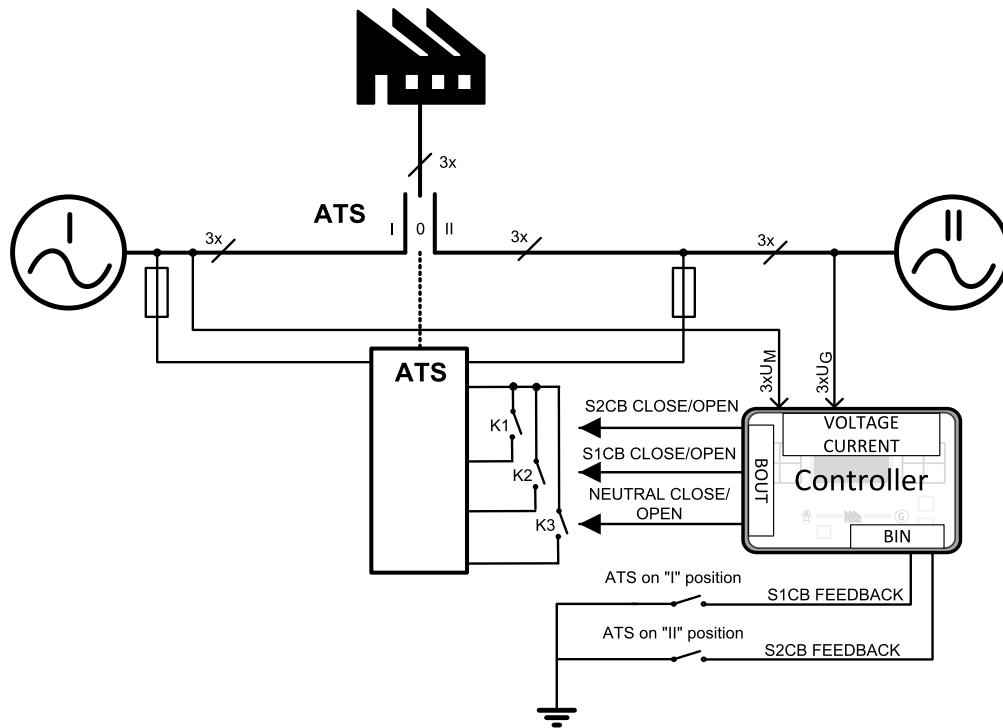 3x
ATS
I
0
II
I
3x
3x
3x
II
ATS
3xUM
3xUG
K1
K2
K3
S2CB CLOSE/OPEN
S1CB CLOSE/OPEN
NEUTRAL CLOSE/
OPEN
VOLTAGE
CURRENT
BOUT
Controller
G
BIN
ATS on "I" position
S1CB FEEDBACK
ATS on "II" position
S2CB FEEDBACK